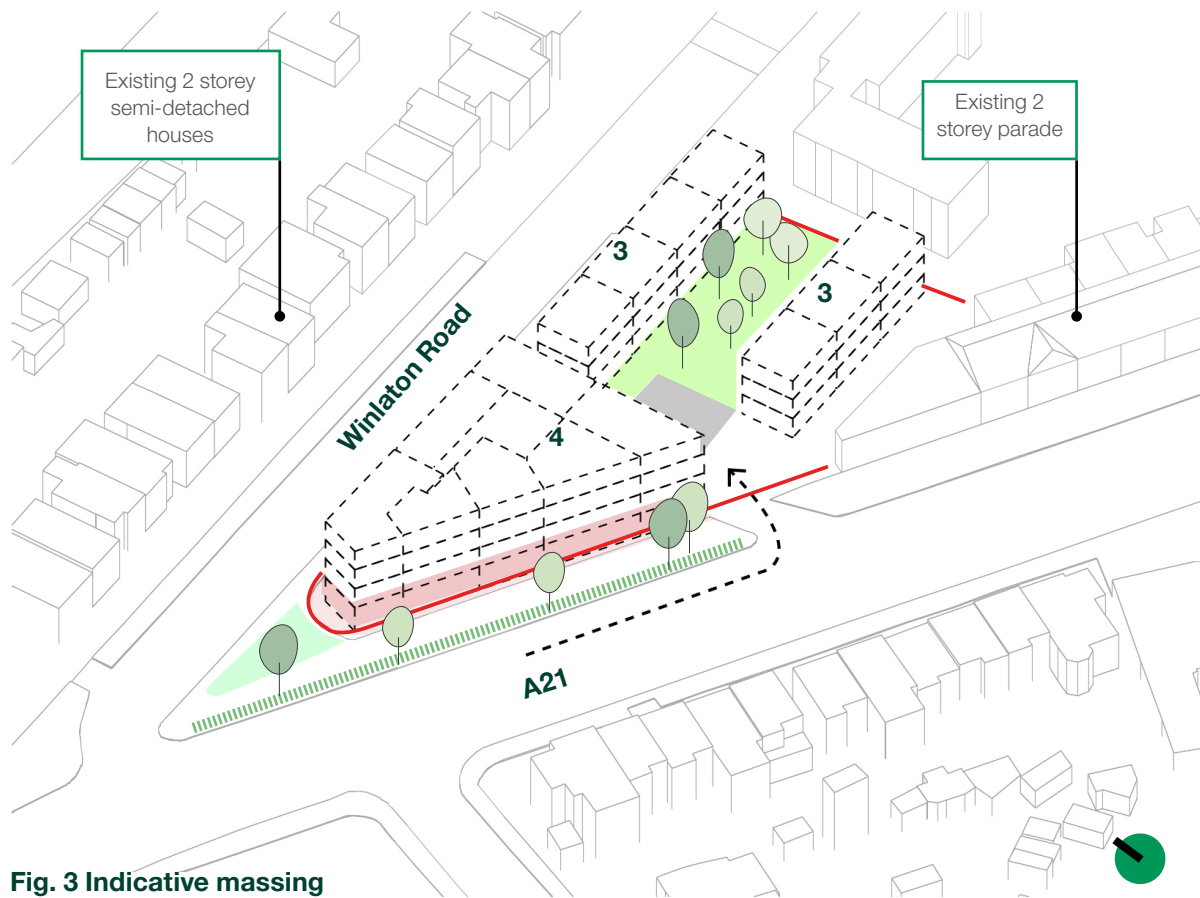 Existing 2 storey
semi-detached
houses
Existing 2
storey parade
3
3
Winlaton Road
4
A21
Fig. 3 Indicative massing